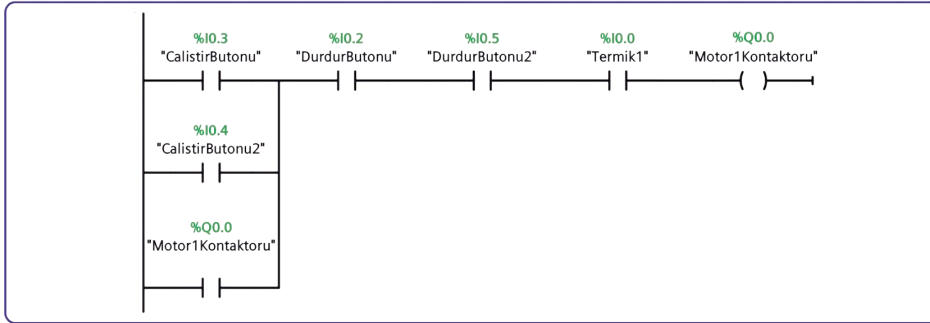 %I0.3
"CalistirButonu"
%I0.2
"DurdurButonu"
%I0.5
"DurdurButonu2"
%I0.0
"Termik1"
%Q0.0
"Motor1Kontaktoru"
%I0.4
"CalistirButonu2"
%Q0.0
"Motor1Kontaktoru"